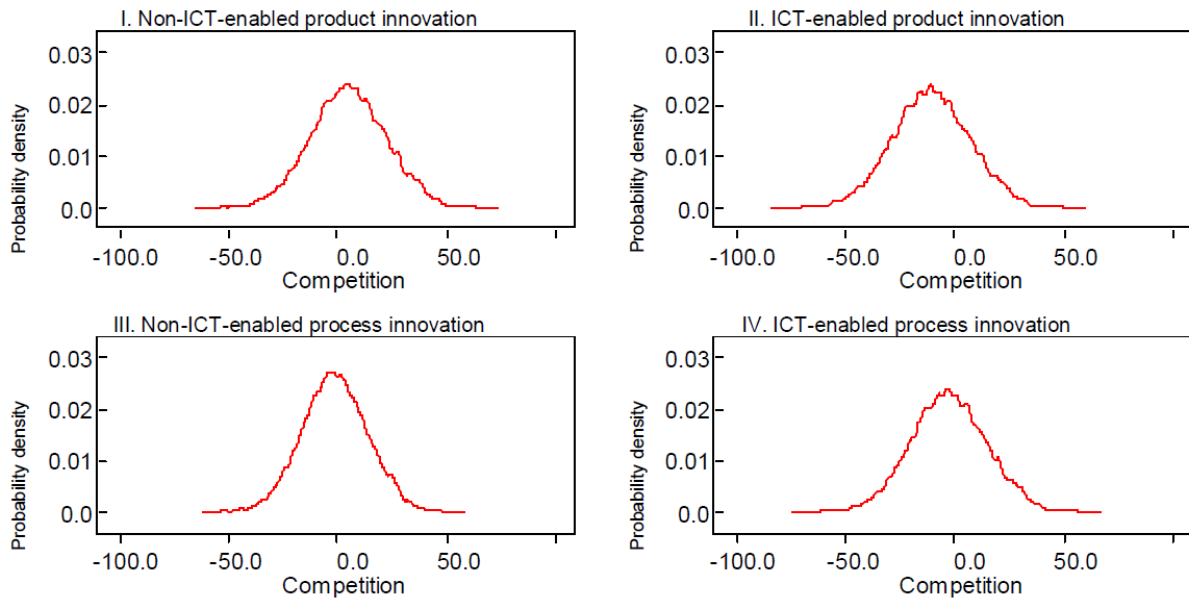 I. Non-ICT-enabled product innovation
Probability density
0.03
0.02
0.01
0.0
-100.0 -50.0 0.0 50.0
Competition
II. ICT-enabled product innovation
Probability density
0.03
0.02
0.01
0.0
-100.0 -50.0 0.0 50.0
Competition
III. Non-ICT-enabled process innovation
Probability density
0.03
0.02
0.01
0.0
-100.0 -50.0 0.0 50.0
Competition
IV. ICT-enabled process innovation
Probability density
0.03
0.02
0.01
0.0
-100.0 -50.0 0.0 50.0
Competition